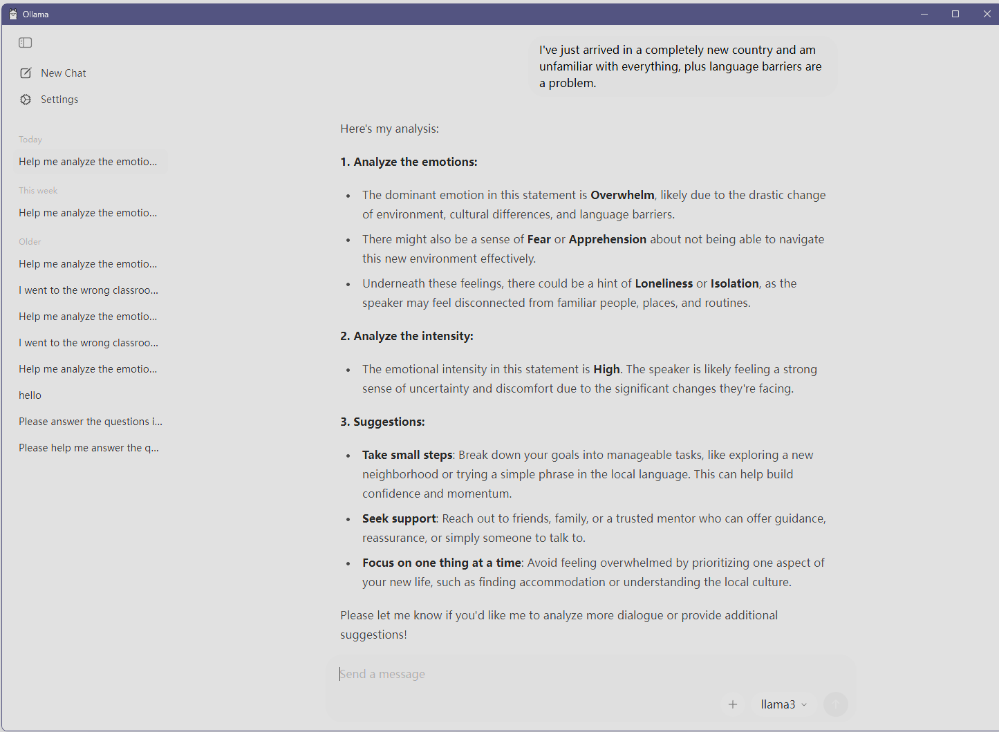 Ollama
New Chat
Settings
Today
Help me analyze the emotio...
This week
Help me analyze the emotio...
Older
Help me analyze the emotio...
I went to the wrong classroo...
Help me analyze the emotio...
I went to the wrong classroo...
Help me analyze the emotio...
hello
Please answer the questions i...
Please help me answer the q...
I've just arrived in a completely new country and am
unfamiliar with everything, plus language barriers are
a problem.
Here's my analysis:
1. Analyze the emotions:
• The dominant emotion in this statement is Overwhelm, likely due to the drastic change
of environment, cultural differences, and language barriers.
• There might also be a sense of Fear or Apprehension about not being able to navigate
this new environment effectively.
• Underneath these feelings, there could be a hint of Loneliness or Isolation, as the
speaker may feel disconnected from familiar people, places, and routines.
2. Analyze the intensity:
• The emotional intensity in this statement is High. The speaker is likely feeling a strong
sense of uncertainty and discomfort due to the significant changes they're facing.
3. Suggestions:
• Take small steps: Break down your goals into manageable tasks, like exploring a new
neighborhood or trying a simple phrase in the local language. This can help build
confidence and momentum.
• Seek support: Reach out to friends, family, or a trusted mentor who can offer guidance,
reassurance, or simply someone to talk to.
• Focus on one thing at a time: Avoid feeling overwhelmed by prioritizing one aspect of
your new life, such as finding accommodation or understanding the local culture.
Please let me know if you'd like me to analyze more dialogue or provide additional
suggestions!
Send a message
llama3